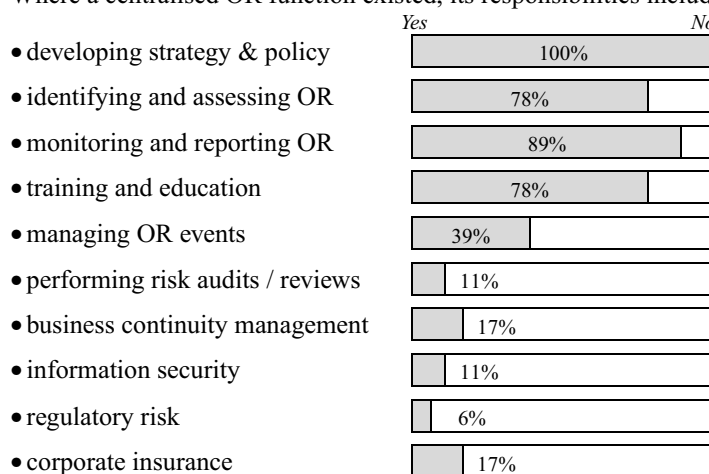 Where a centralised OR function existed, its responsibilities
Yes
• developing strategy & policy 100%
• identifying and assessing OR 78%
• monitoring and reporting OR 89%
• training and education 78%
• managing OR events 39%
• performing risk audits / reviews 11%
• business continuity management 17%
• information security 11%
• regulatory risk 6%
• corporate insurance 17%